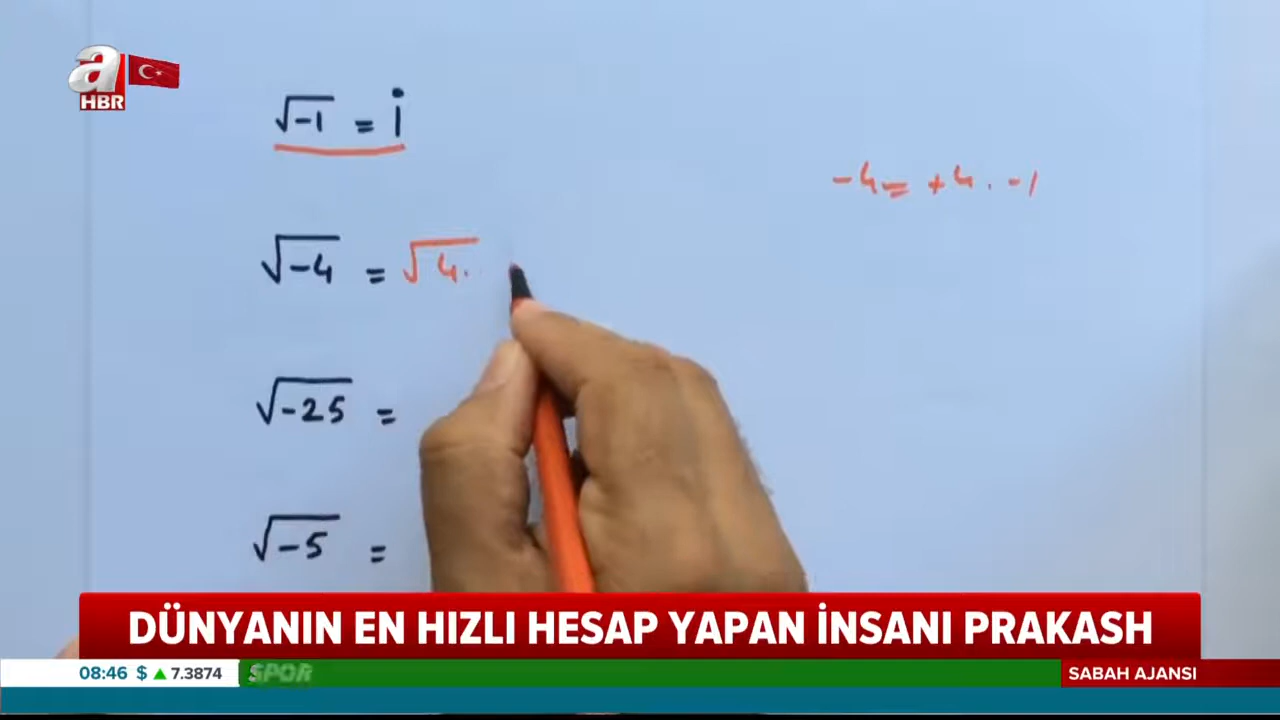 a
HBR
√-1 = i
-4 = +4 . -1
√-4 = √4.
√-25 =
√-5 =
DÜNYANIN EN HIZLI HESAP YAPAN İNSANI PRAKASH
08:46 $ ▲ 7.3874 SPOR SABAH AJANSI